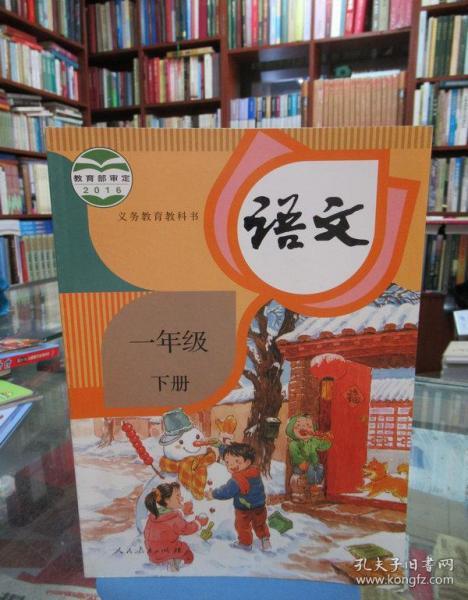 教育部审定
2016
义务教育教科书
语文
一年级
下册
福
人民教育出版社
孔夫子旧书网
www.kongfz.com